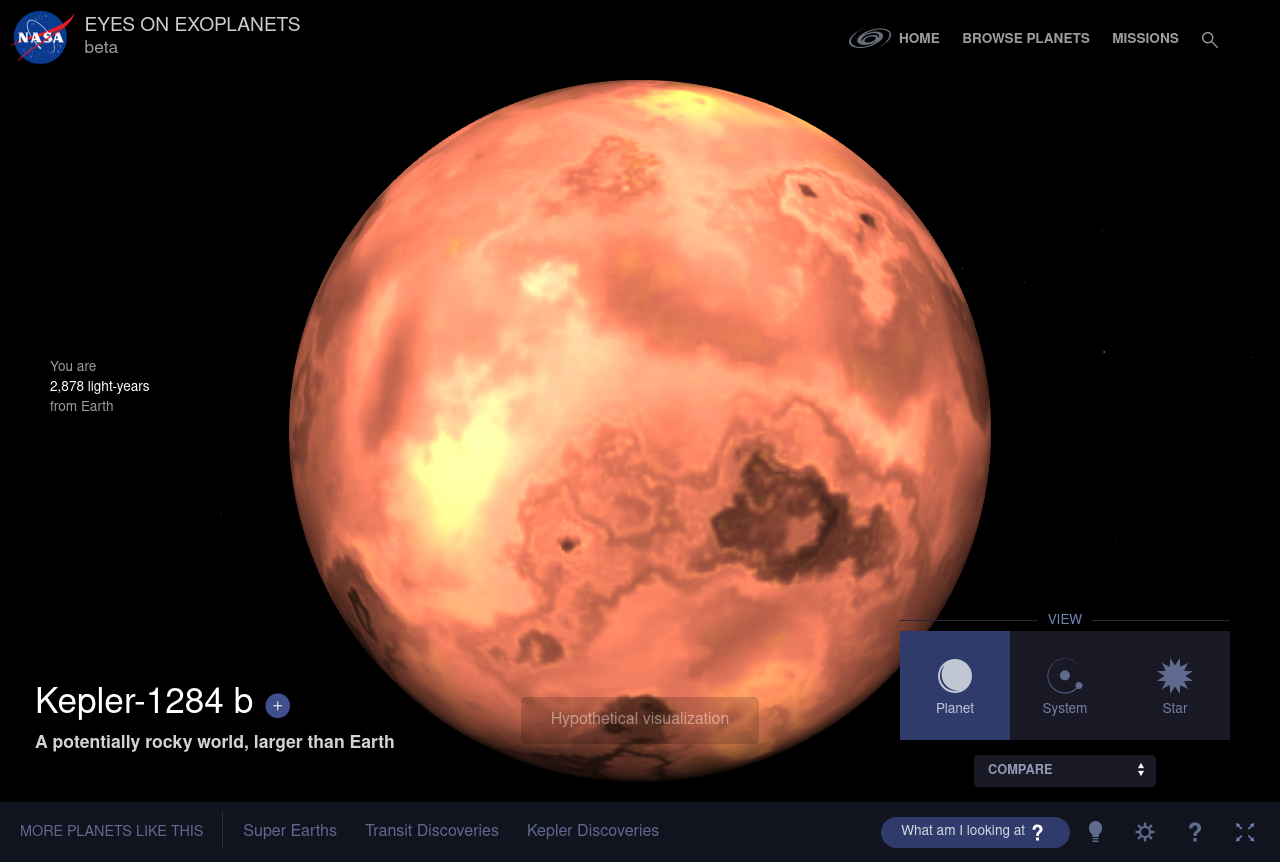 NASA
EYES ON EXOPLANETS
beta
HOME BROWSE PLANETS MISSIONS
You are
2,878 light-years
from Earth
VIEW
Planet System Star
Kepler-1284 b +
Hypothetical visualization
A potentially rocky world, larger than Earth
COMPARE
MORE PLANETS LIKE THIS Super Earths Transit Discoveries Kepler Discoveries What am I looking at ? ?